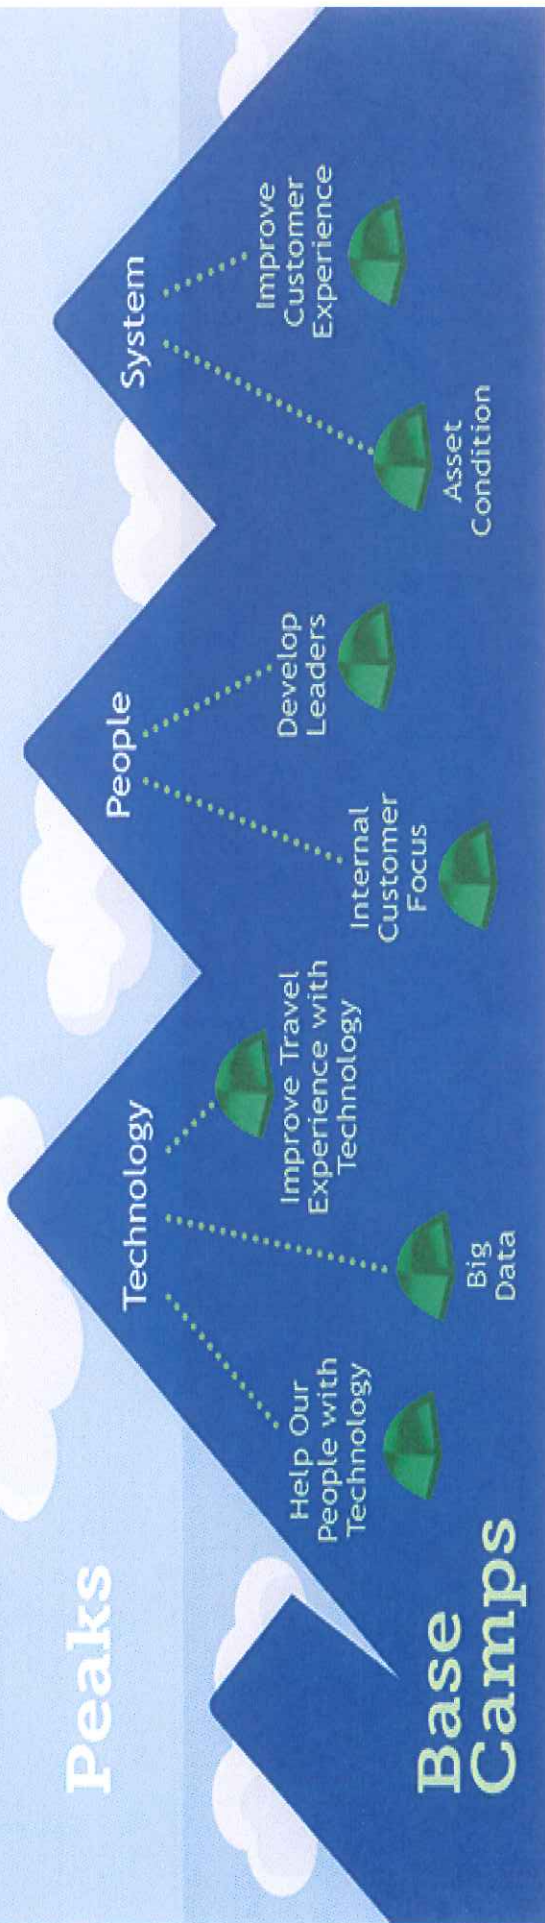 Peaks
Technology
People
System
Help Our
People with
Technology
Big
Data
Improve Travel
Experience with
Technology
Internal
Customer
Focus
Develop
Leaders
Asset
Condition
Improve
Customer
Experience
Base
Camps